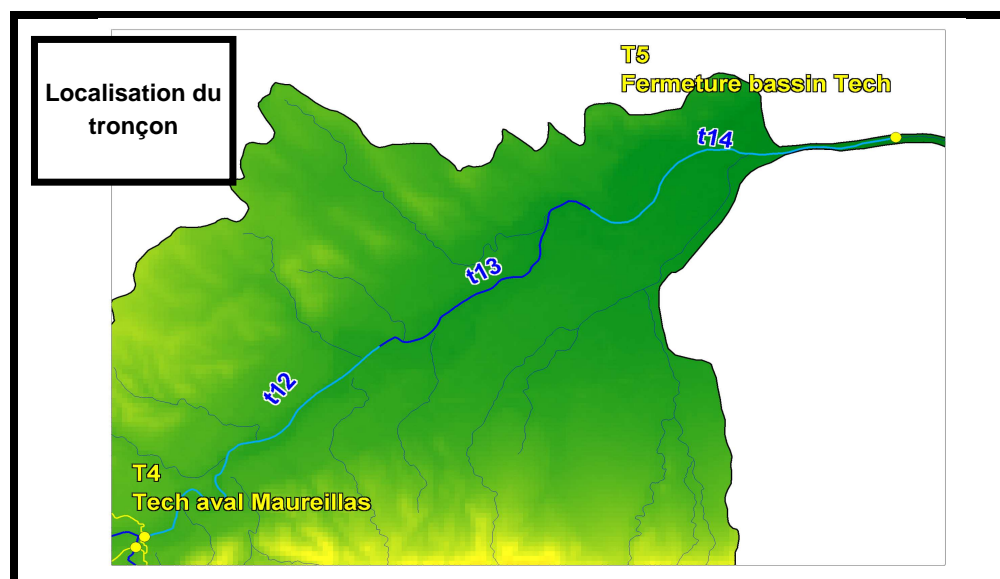 Localisation du
tronçon
T5
Fermeture bassin Tech
t14
t13
t12
T4
Tech aval Maureillas